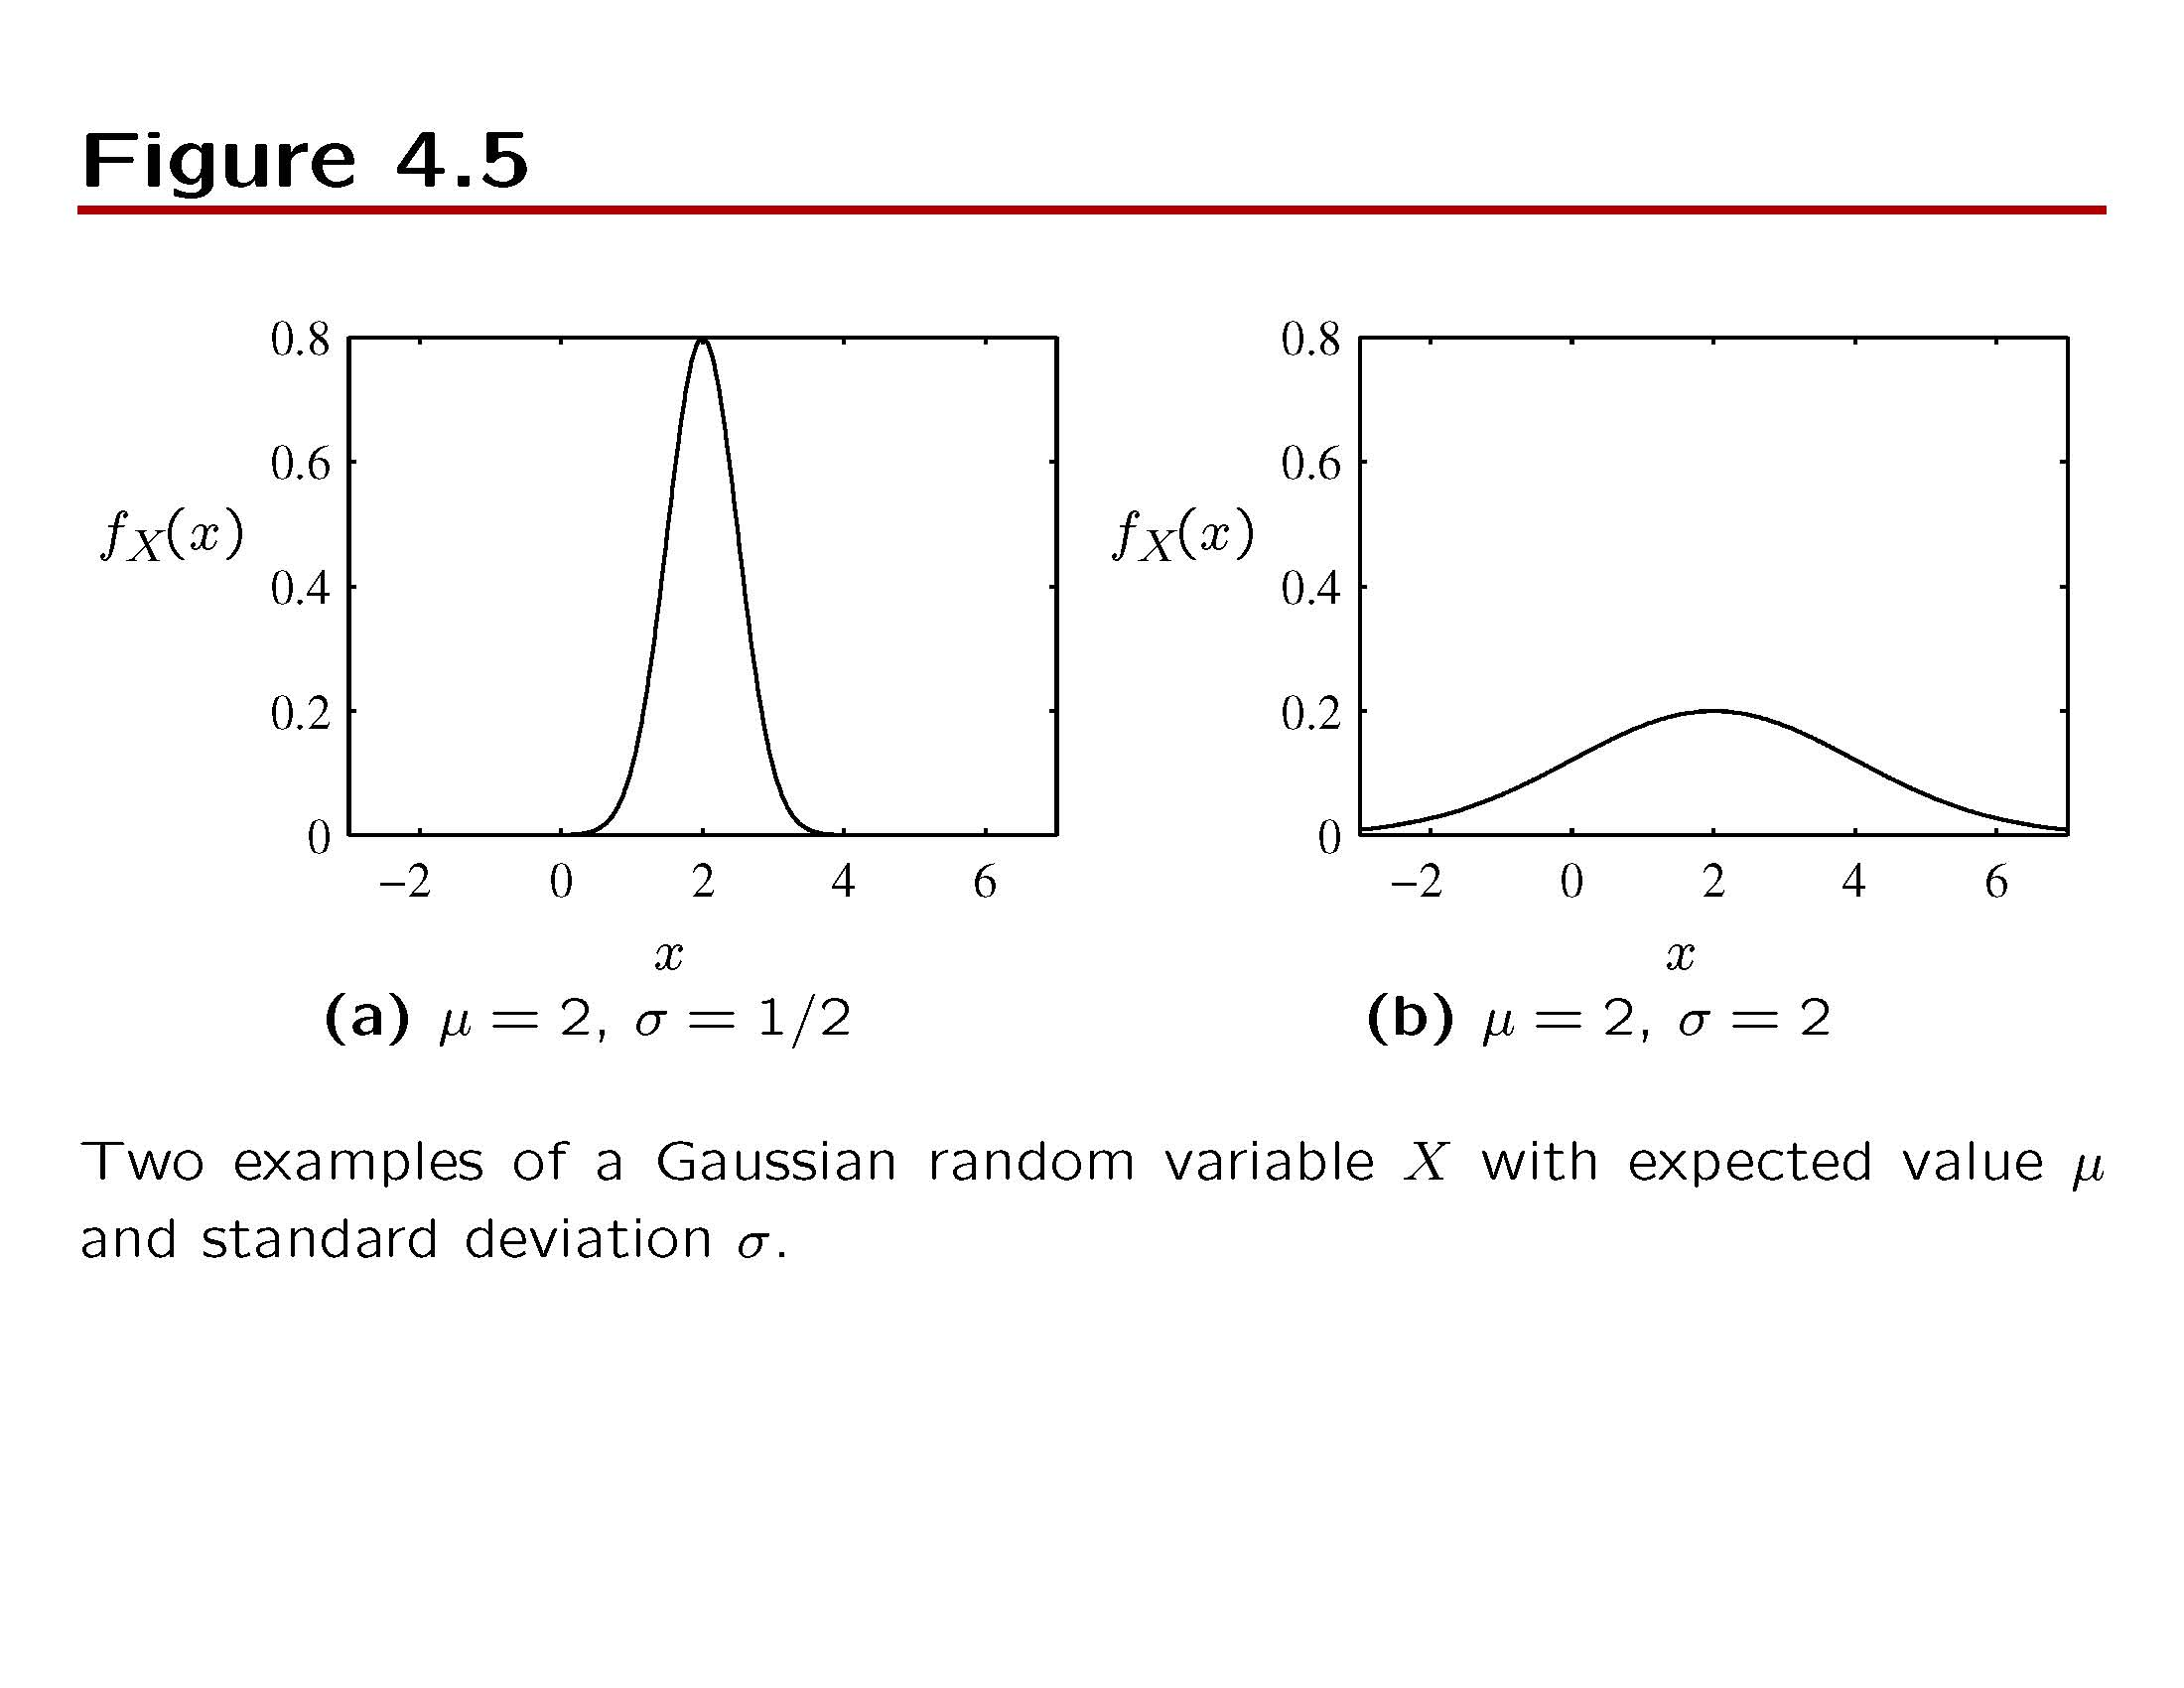 Figure 4.5
0.8
0.6
0.4
0.2
0
fX(x)
−2 0 2 4 6
x
(a) μ = 2, σ = 1/2
0.8
0.6
0.4
0.2
0
fX(x)
−2 0 2 4 6
x
(b) μ = 2, σ = 2
Two examples of a Gaussian random variable X with expected value μ
and standard deviation σ.